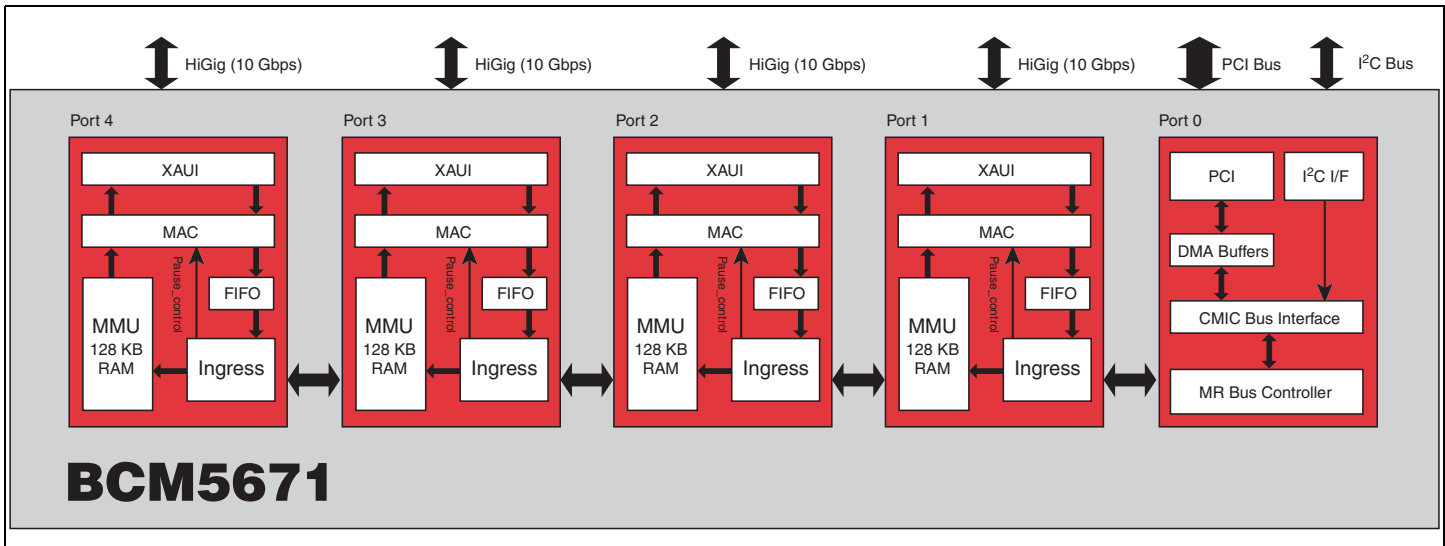 HiGig (10 Gbps)
HiGig (10 Gbps)
HiGig (10 Gbps)
HiGig (10 Gbps)
PCI Bus
I²C Bus
Port 4
XAUI
MAC
Pause_control
FIFO
MMU
128 KB
RAM
Ingress
Port 3
XAUI
MAC
Pause_control
FIFO
MMU
128 KB
RAM
Ingress
Port 2
XAUI
MAC
Pause_control
FIFO
MMU
128 KB
RAM
Ingress
Port 1
XAUI
MAC
Pause_control
FIFO
MMU
128 KB
RAM
Ingress
Port 0
PCI
I²C I/F
DMA Buffers
CMIC Bus Interface
MR Bus Controller
BCM5671